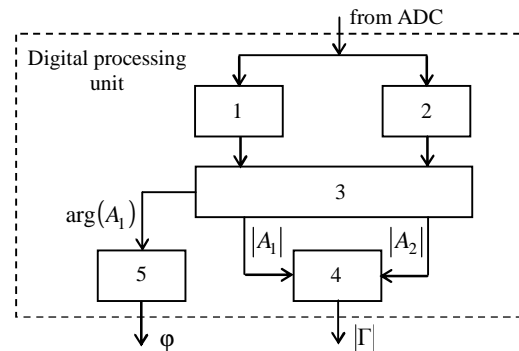 from ADC
Digital processing
unit
1
2
3
arg(A₁)
|A₁|
|A₂|
5
4
φ
|Γ|